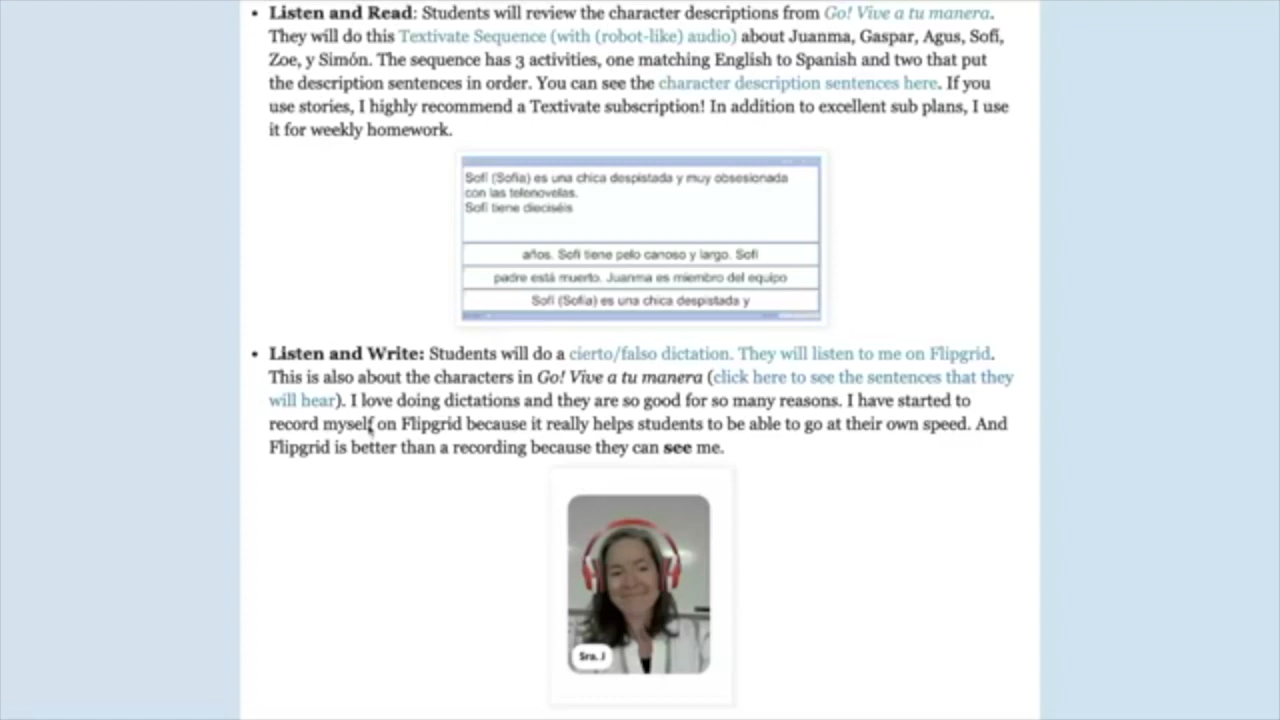 • Listen and Read: Students will review the character descriptions from Go! Vive a tu manera.
They will do this Textivate Sequence (with (robot-like) audio) about Juanma, Gaspar, Agus, Sofi,
Zoe, y Simón. The sequence has 3 activities, one matching English to Spanish and two that put
the description sentences in order. You can see the character description sentences here. If you
use stories, I highly recommend a Textivate subscription! In addition to excellent sub plans, I use
it for weekly homework.
Sofi (Sofía) es una chica despistada y muy obsesionada
con las telenovelas.
Sofi tiene dieciséis
años. Sofi tiene pelo canoso y largo. Sofi
padre está muerto. Juanma es miembro del equipo
Sofi (Sofía) es una chica despistada y
• Listen and Write: Students will do a cierto/falso dictation. They will listen to me on Flipgrid.
This is also about the characters in Go! Vive a tu manera (click here to see the sentences that they
will hear). I love doing dictations and they are so good for so many reasons. I have started to
record myself on Flipgrid because it really helps students to be able to go at their own speed. And
Flipgrid is better than a recording because they can see me.
Sra. J